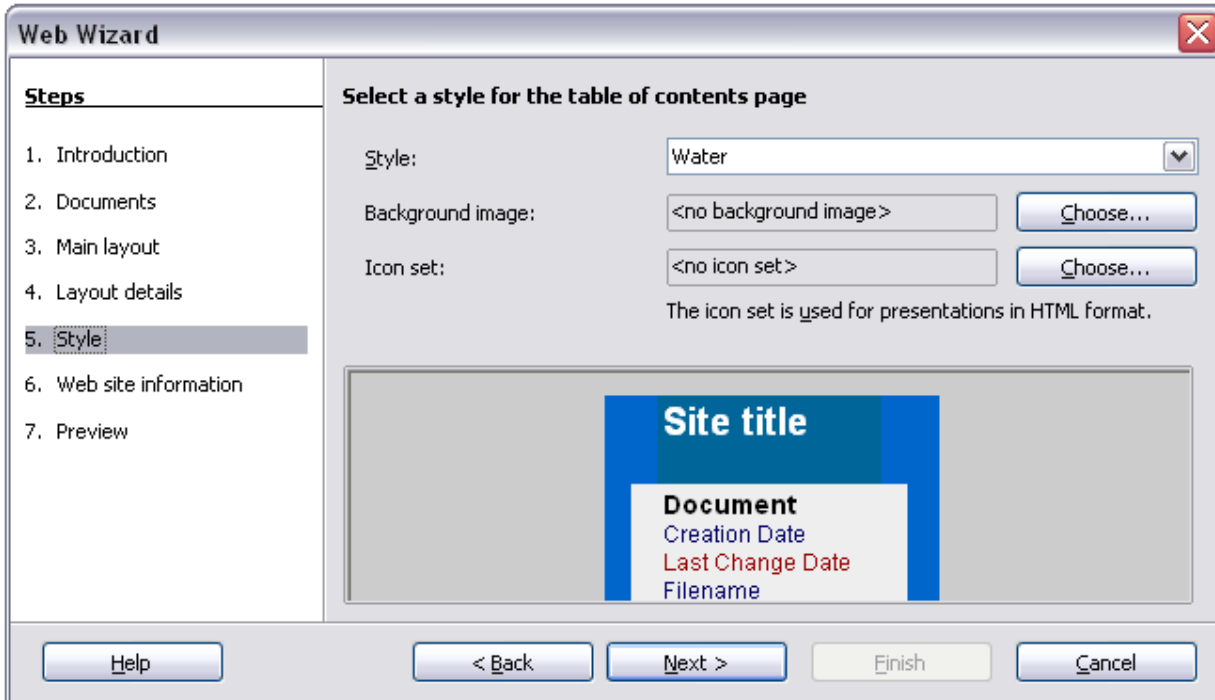 Web Wizard
Steps
1. Introduction
2. Documents
3. Main layout
4. Layout details
5. Style
6. Web site information
7. Preview
Select a style for the table of contents page
Style: Water
Background image: <no background image> Choose...
Icon set: <no icon set> Choose...
The icon set is used for presentations in HTML format.
Site title
Document
Creation Date
Last Change Date
Filename
Help < Back Next > Finish Cancel